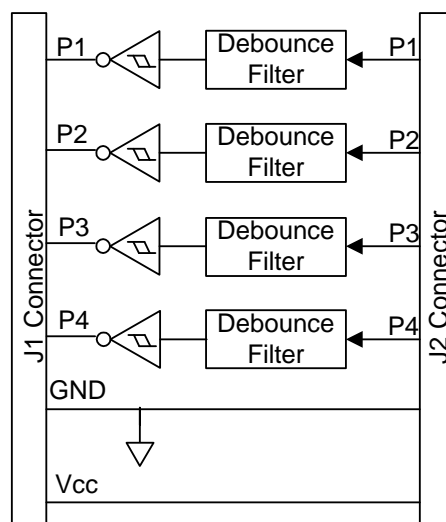 P1
Debounce
Filter
P1
P2
Debounce
Filter
P2
P3
Debounce
Filter
P3
P4
Debounce
Filter
P4
GND
Vcc
J1 Connector
J2 Connector